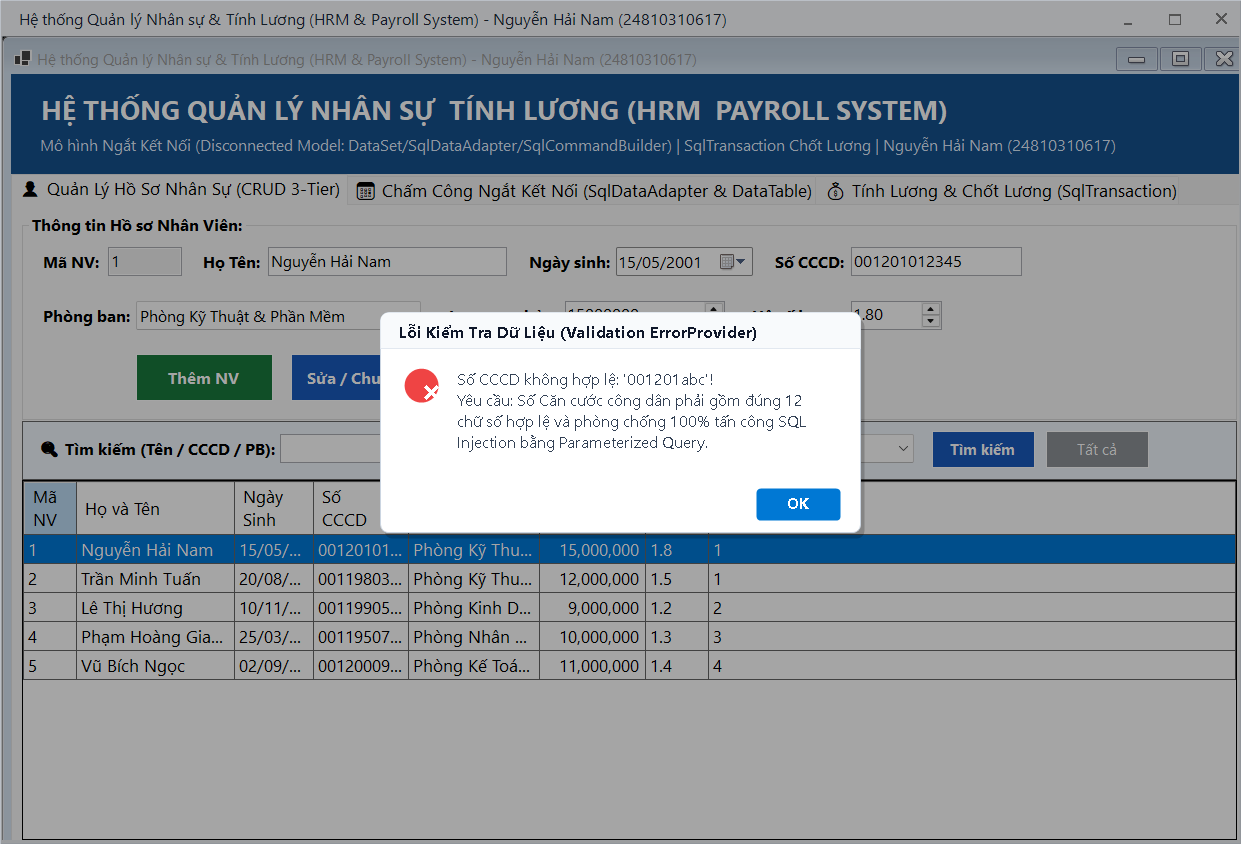 Hệ thống Quản lý Nhân sự & Tính Lương (HRM & Payroll System) - Nguyễn Hải Nam (24810310617)
Hệ thống Quản lý Nhân sự & Tính Lương (HRM & Payroll System) - Nguyễn Hải Nam (24810310617)
HỆ THỐNG QUẢN LÝ NHÂN SỰ TÍNH LƯƠNG (HRM PAYROLL SYSTEM)
Mô hình Ngắt Kết Nối (Disconnected Model: DataSet/SqlDataAdapter/SqlCommandBuilder) | SqlTransaction Chốt Lương | Nguyễn Hải Nam (24810310617)
Quản Lý Hồ Sơ Nhân Sự (CRUD 3-Tier) Chấm Công Ngắt Kết Nối (SqlDataAdapter & DataTable) Tính Lương & Chốt Lương (SqlTransaction)
Thông tin Hồ sơ Nhân Viên:
Mã NV: 1 Họ Tên: Nguyễn Hải Nam Ngày sinh: 15/05/2001 Số CCCD: 001201012345
Phòng ban: Phòng Kỹ Thuật & Phần Mềm 15000000 1.80
Thêm NV Sửa / Chu
Lỗi Kiểm Tra Dữ Liệu (Validation ErrorProvider)
Số CCCD không hợp lệ: '001201abc'!
Yêu cầu: Số Căn cước công dân phải gồm đúng 12
chữ số hợp lệ và phòng chống 100% tấn công SQL
Injection bằng Parameterized Query.
OK
Tìm kiếm (Tên / CCCD / PB): Tìm kiếm Tất cả
Mã NV Họ và Tên Ngày Sinh Số CCCD
1 Nguyễn Hải Nam 15/05/... 00120101... Phòng Kỹ Thu... 15,000,000 1.8 1
2 Trần Minh Tuấn 20/08/... 00119803... Phòng Kỹ Thu... 12,000,000 1.5 1
3 Lê Thị Hương 10/11/... 00119905... Phòng Kinh D... 9,000,000 1.2 2
4 Phạm Hoàng Gia... 25/03/... 00119507... Phòng Nhân ... 10,000,000 1.3 3
5 Vũ Bích Ngọc 02/09/... 00120009... Phòng Kế Toá... 11,000,000 1.4 4